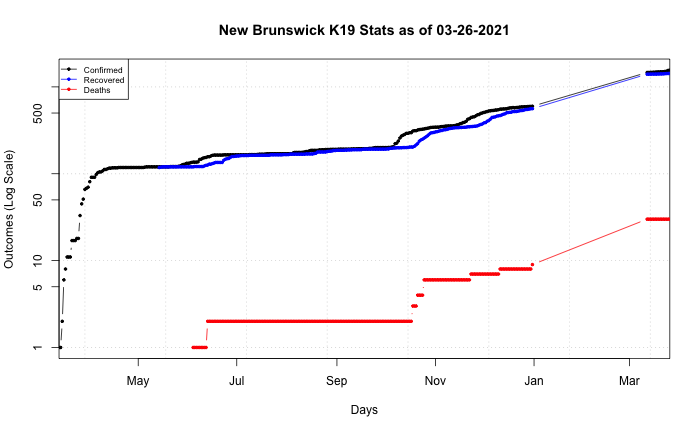 New Brunswick K19 Stats as of 03-26-2021
Confirmed
Recovered
Deaths
Outcomes (Log Scale)
500
50
10
5
1
May Jul Sep Nov Jan Mar
Days